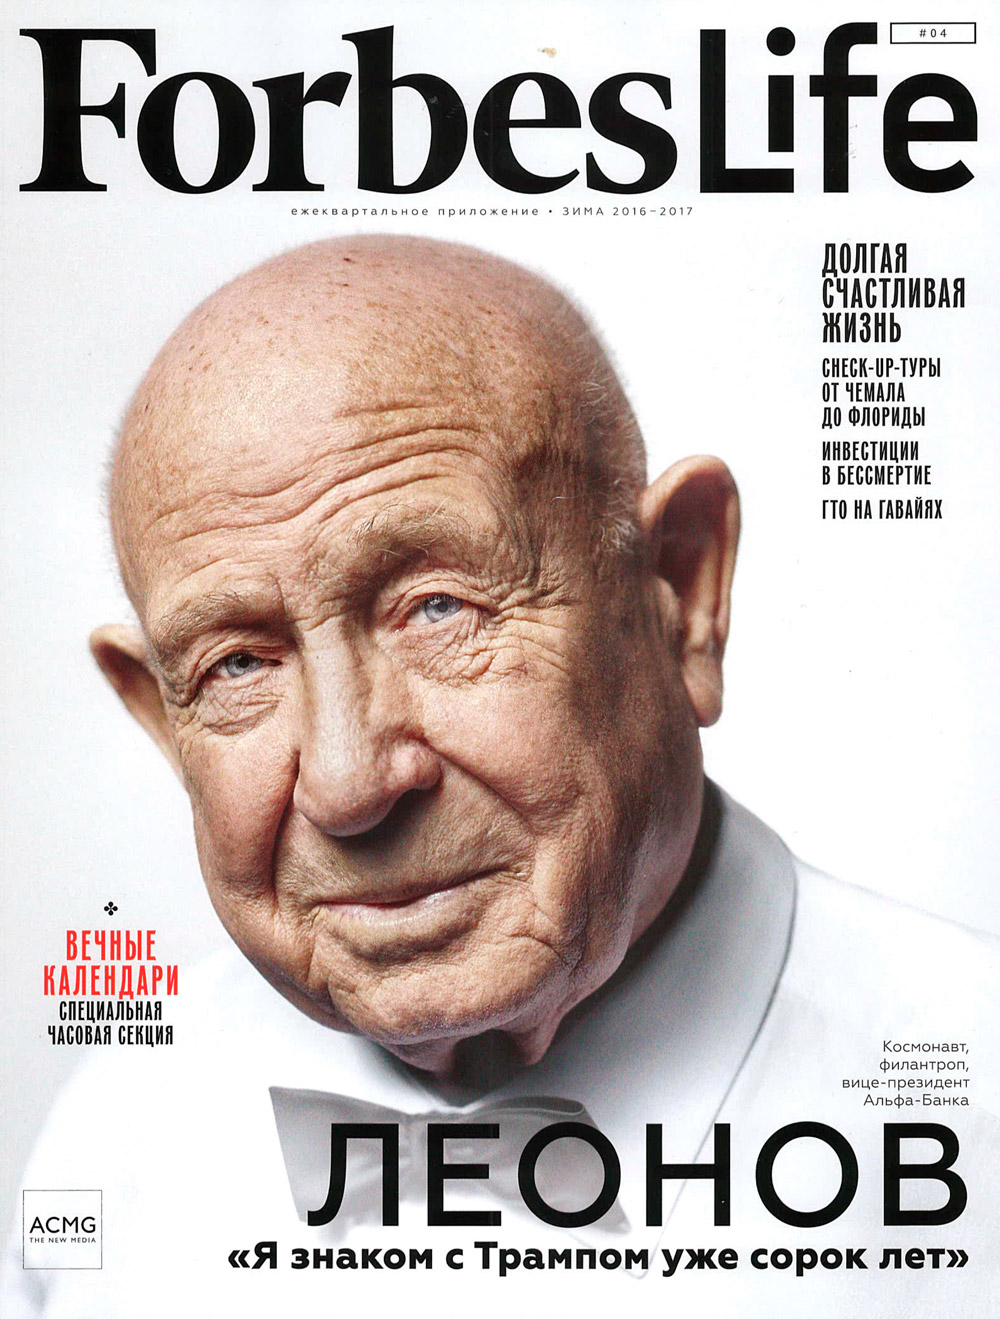 ForbesLife
#04
ежеквартальное приложение • ЗИМА 2016–2017
ДОЛГАЯ
СЧАСТЛИВАЯ
ЖИЗНЬ
CHECK-UP-ТУРЫ
ОТ ЧЕМАЛА
ДО ФЛОРИДЫ
ИНВЕСТИЦИИ
В БЕССМЕРТИЕ
ГТО НА ГАВАЙЯХ
ВЕЧНЫЕ
КАЛЕНДАРИ
СПЕЦИАЛЬНАЯ
ЧАСОВАЯ СЕКЦИЯ
Космонавт,
филантроп,
вице-президент
Альфа-Банка
ЛЕОНОВ
«Я знаком с Трампом уже сорок лет»
ACMG
THE NEW MEDIA